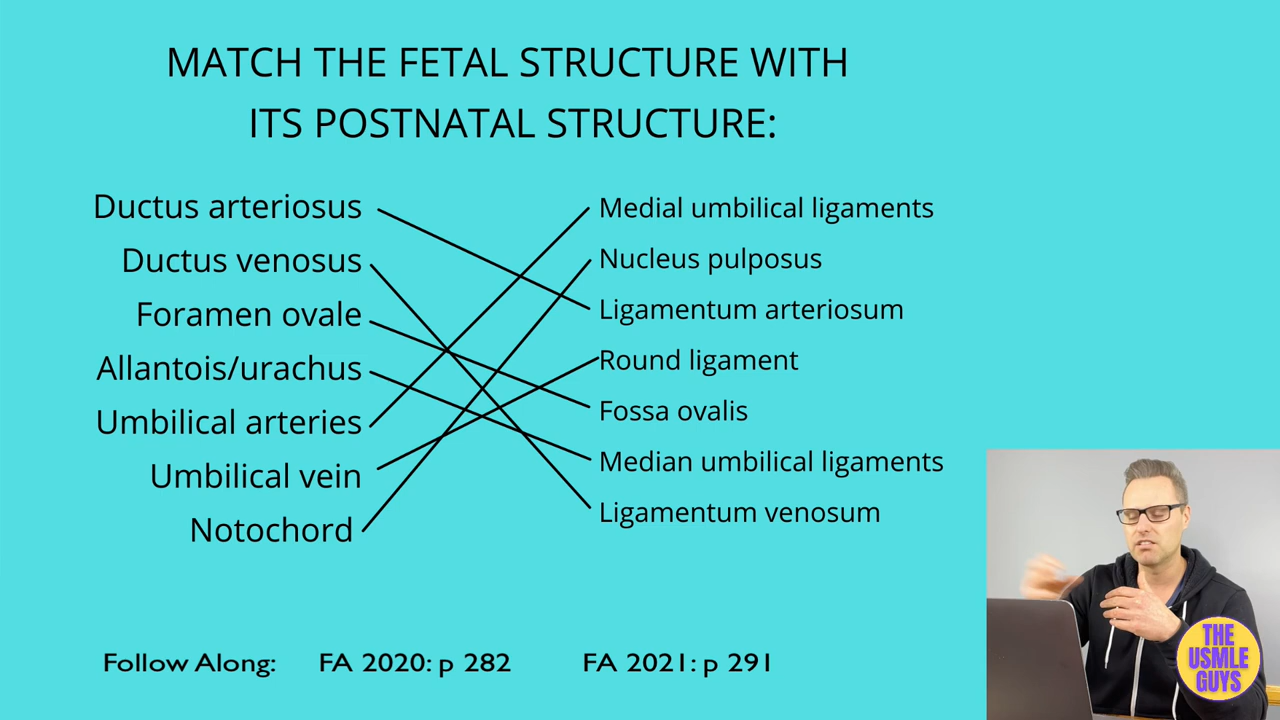 MATCH THE FETAL STRUCTURE WITH
ITS POSTNATAL STRUCTURE:
Ductus arteriosus
Ductus venosus
Foramen ovale
Allantois/urachus
Umbilical arteries
Umbilical vein
Notochord
Medial umbilical ligaments
Nucleus pulposus
Ligamentum arteriosum
Round ligament
Fossa ovalis
Median umbilical ligaments
Ligamentum venosum
Follow Along: FA 2020: p 282 FA 2021: p 291
THE
USMLE
GUYS